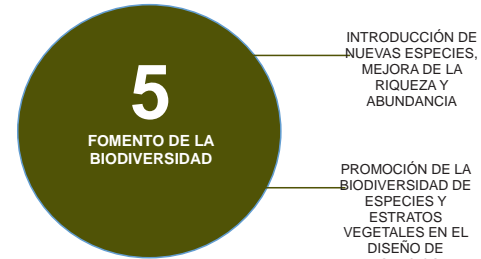 5
FOMENTO DE LA
BIODIVERSIDAD
INTRODUCCIÓN DE
NUEVAS ESPECIES,
MEJORA DE LA
RIQUEZA Y
ABUNDANCIA
PROMOCIÓN DE LA
BIODIVERSIDAD DE
ESPECIES Y
ESTRATOS
VEGETALES EN EL
DISEÑO DE